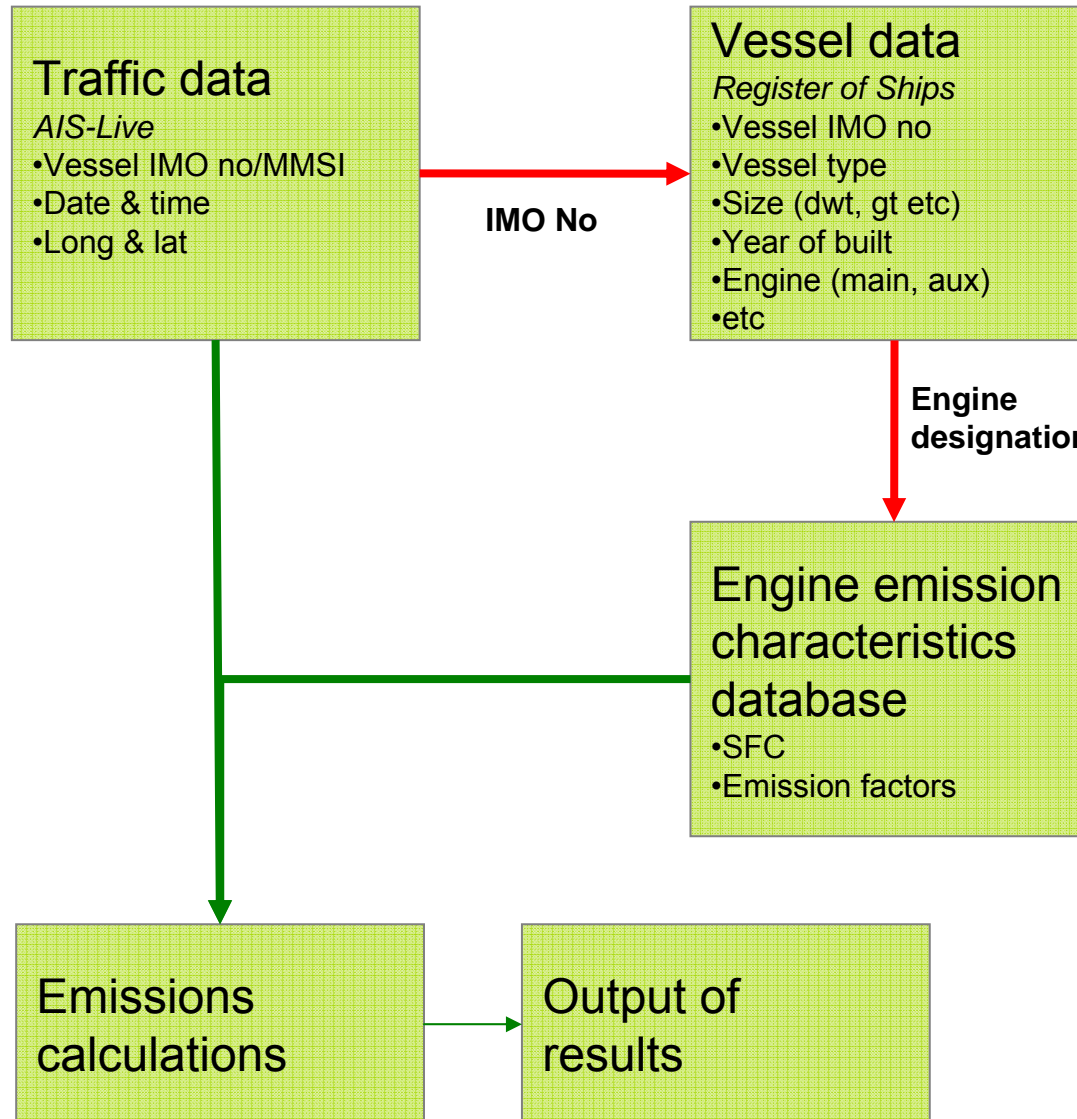 Traffic data
AIS-Live
•Vessel IMO no/MMSI
•Date & time
•Long & lat
IMO No
Vessel data
Register of Ships
•Vessel IMO no
•Vessel type
•Size (dwt, gt etc)
•Year of built
•Engine (main, aux)
•etc
Engine
designation
Engine emission
characteristics
database
•SFC
•Emission factors
Emissions
calculations
Output of
results